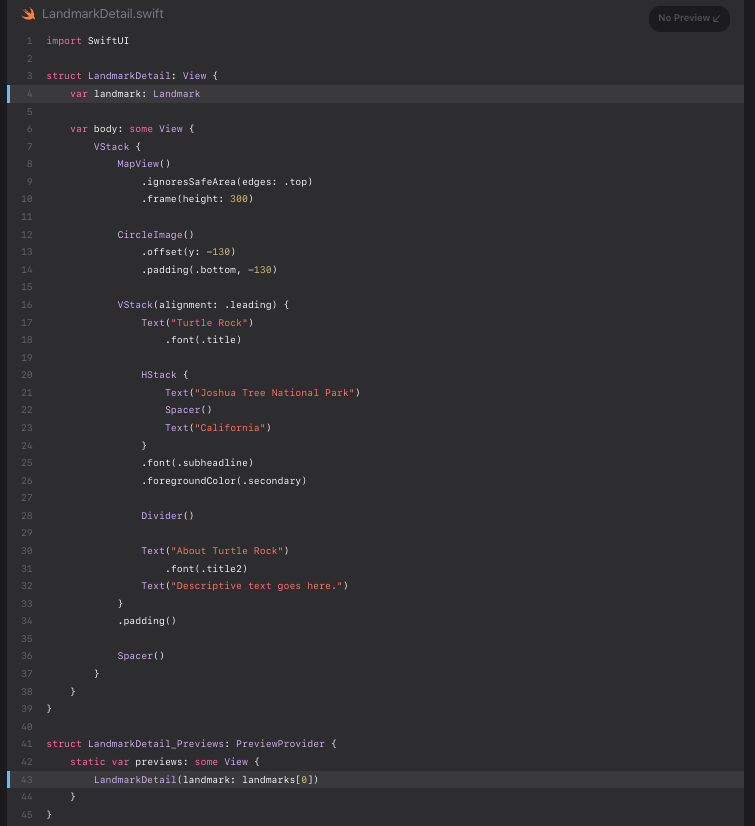 LandmarkDetail.swift
No Preview
1 import SwiftUI
2
3 struct LandmarkDetail: View {
4     var landmark: Landmark
5
6     var body: some View {
7         VStack {
8             MapView()
9                 .ignoresSafeArea(edges: .top)
10                 .frame(height: 300)
11
12             CircleImage()
13                 .offset(y: -130)
14                 .padding(.bottom, -130)
15
16             VStack(alignment: .leading) {
17                 Text("Turtle Rock")
18                     .font(.title)
19
20                 HStack {
21                     Text("Joshua Tree National Park")
22                     Spacer()
23                     Text("California")
24                 }
25                 .font(.subheadline)
26                 .foregroundColor(.secondary)
27
28                 Divider()
29
30                 Text("About Turtle Rock")
31                     .font(.title2)
32                 Text("Descriptive text goes here.")
33             }
34             .padding()
35
36             Spacer()
37         }
38     }
39 }
40
41 struct LandmarkDetail_Previews: PreviewProvider {
42     static var previews: some View {
43         LandmarkDetail(landmark: landmarks[0])
44     }
45 }